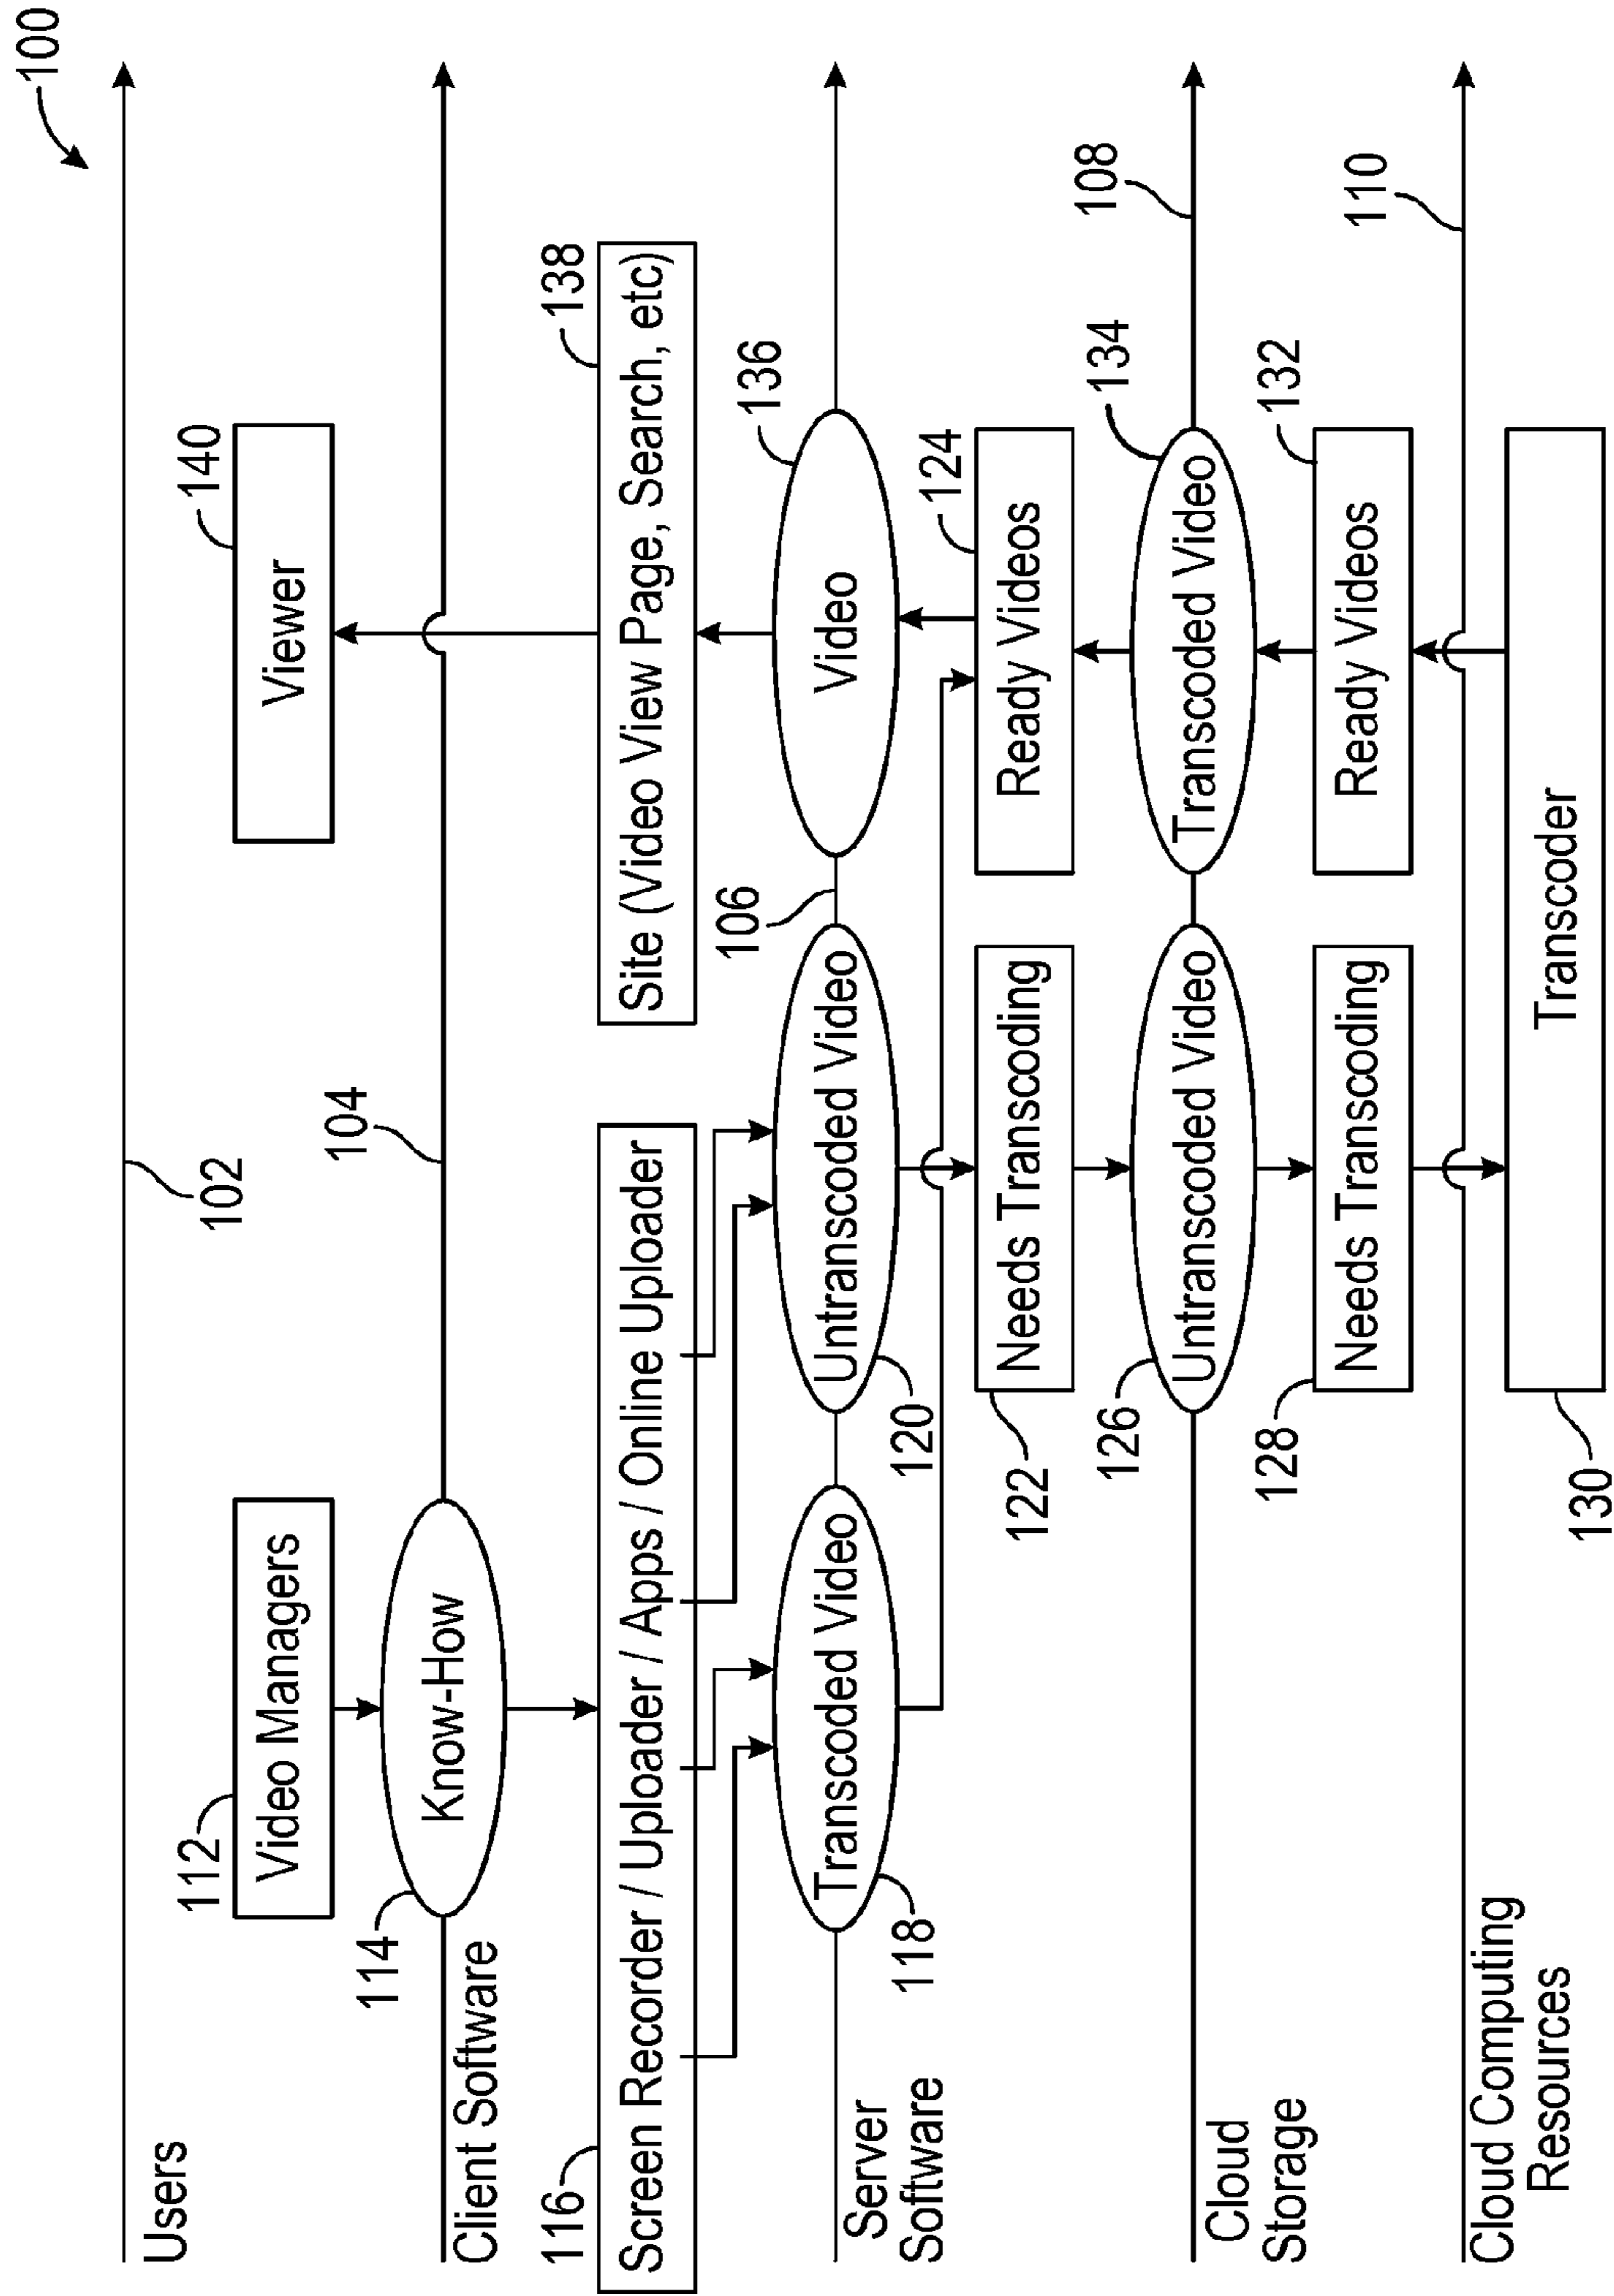 100
Users
102
112
Video Managers
140
Viewer
104
114
Know-How
Client Software
116
Screen Recorder / Uploader / Apps / Online Uploader
138
Site (Video View Page, Search, etc)
106
136
Transcoded Video
Untranscoded Video
Video
118
120
Server
Software
122
Needs Transcoding
124
Ready Videos
108
126
Untranscoded Video
134
Transcoded Video
Cloud
Storage
128
Needs Transcoding
132
Ready Videos
110
Cloud Computing
Resources
130
Transcoder